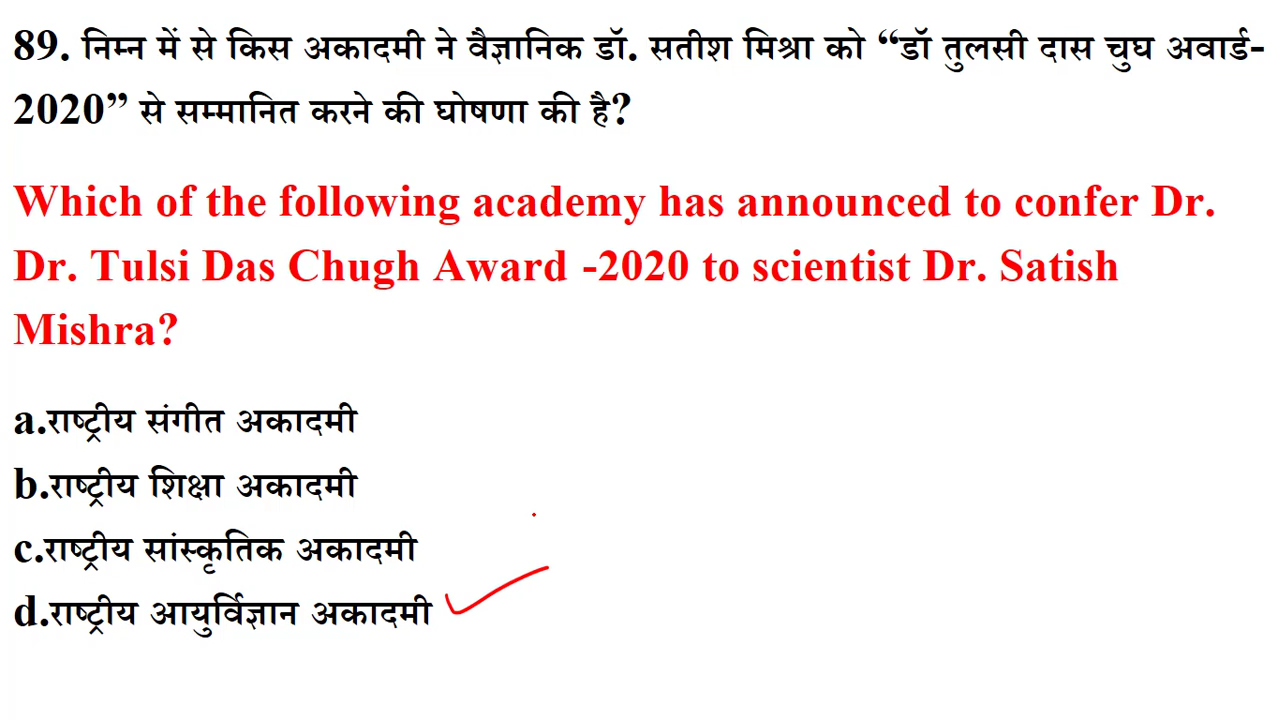 89. निम्न में से किस अकादमी ने वैज्ञानिक डॉ. सतीश मिश्रा को “डॉ तुलसी दास चुघ अवार्ड-
2020” से सम्मानित करने की घोषणा की है?
Which of the following academy has announced to confer Dr.
Dr. Tulsi Das Chugh Award -2020 to scientist Dr. Satish
Mishra?
a.राष्ट्रीय संगीत अकादमी
b.राष्ट्रीय शिक्षा अकादमी
c.राष्ट्रीय सांस्कृतिक अकादमी
d.राष्ट्रीय आयुर्विज्ञान अकादमी